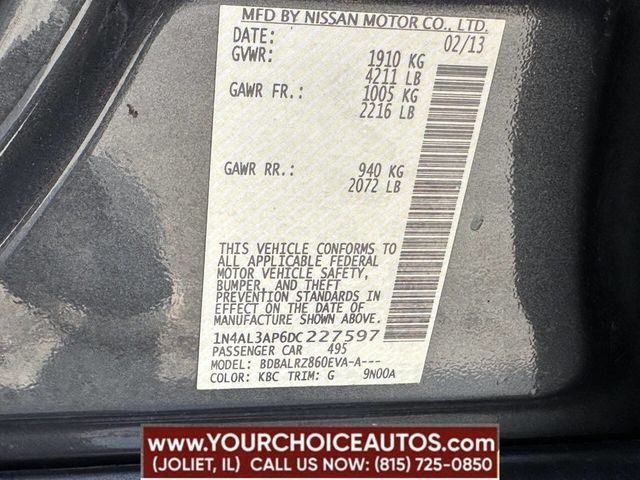 MFD BY NISSAN MOTOR CO., LTD.
DATE: 02/13
GVWR: 1910 KG
4211 LB
GAWR FR.: 1005 KG
2216 LB
GAWR RR.: 940 KG
2072 LB
THIS VEHICLE CONFORMS TO
ALL APPLICABLE FEDERAL
MOTOR VEHICLE SAFETY,
BUMPER, AND THEFT
PREVENTION STANDARDS IN
EFFECT ON THE DATE OF
MANUFACTURE SHOWN ABOVE.
1N4AL3AP6DC227597
PASSENGER CAR 495
MODEL: BDBALRZ860EVA-A---
COLOR: KBC TRIM: G 9N00A
WWW.YOURCHOICEAUTOS.COM
(JOLIET, IL) CALL US NOW: (815) 725-0850